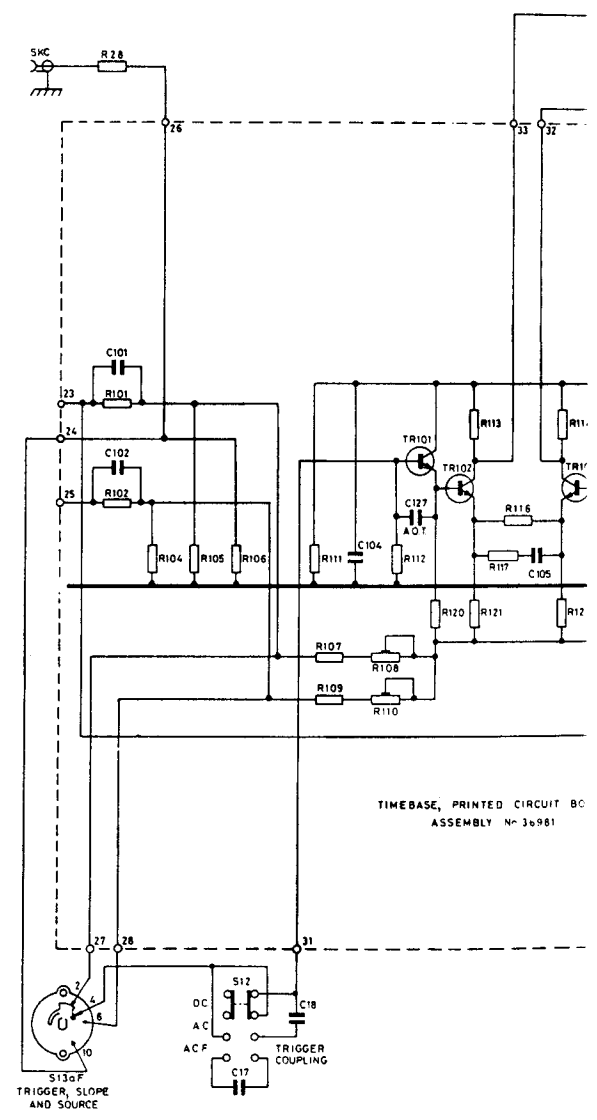 SKC
R28
26
33
32
C101
23
R101
24
C102
25
R102
R113
TR101
TR102
C127
A.O.T.
R116
R104
R105
R106
R111
C104
R112
R117
C105
R120
R121
R107
R108
R109
R110
TIMEBASE, PRINTED CIRCUIT BO
ASSEMBLY No 36981
27
28
31
2
4
6
10
S12
DC
AC
ACF
C18
TRIGGER
COUPLING
C17
S13aF
TRIGGER, SLOPE
AND SOURCE